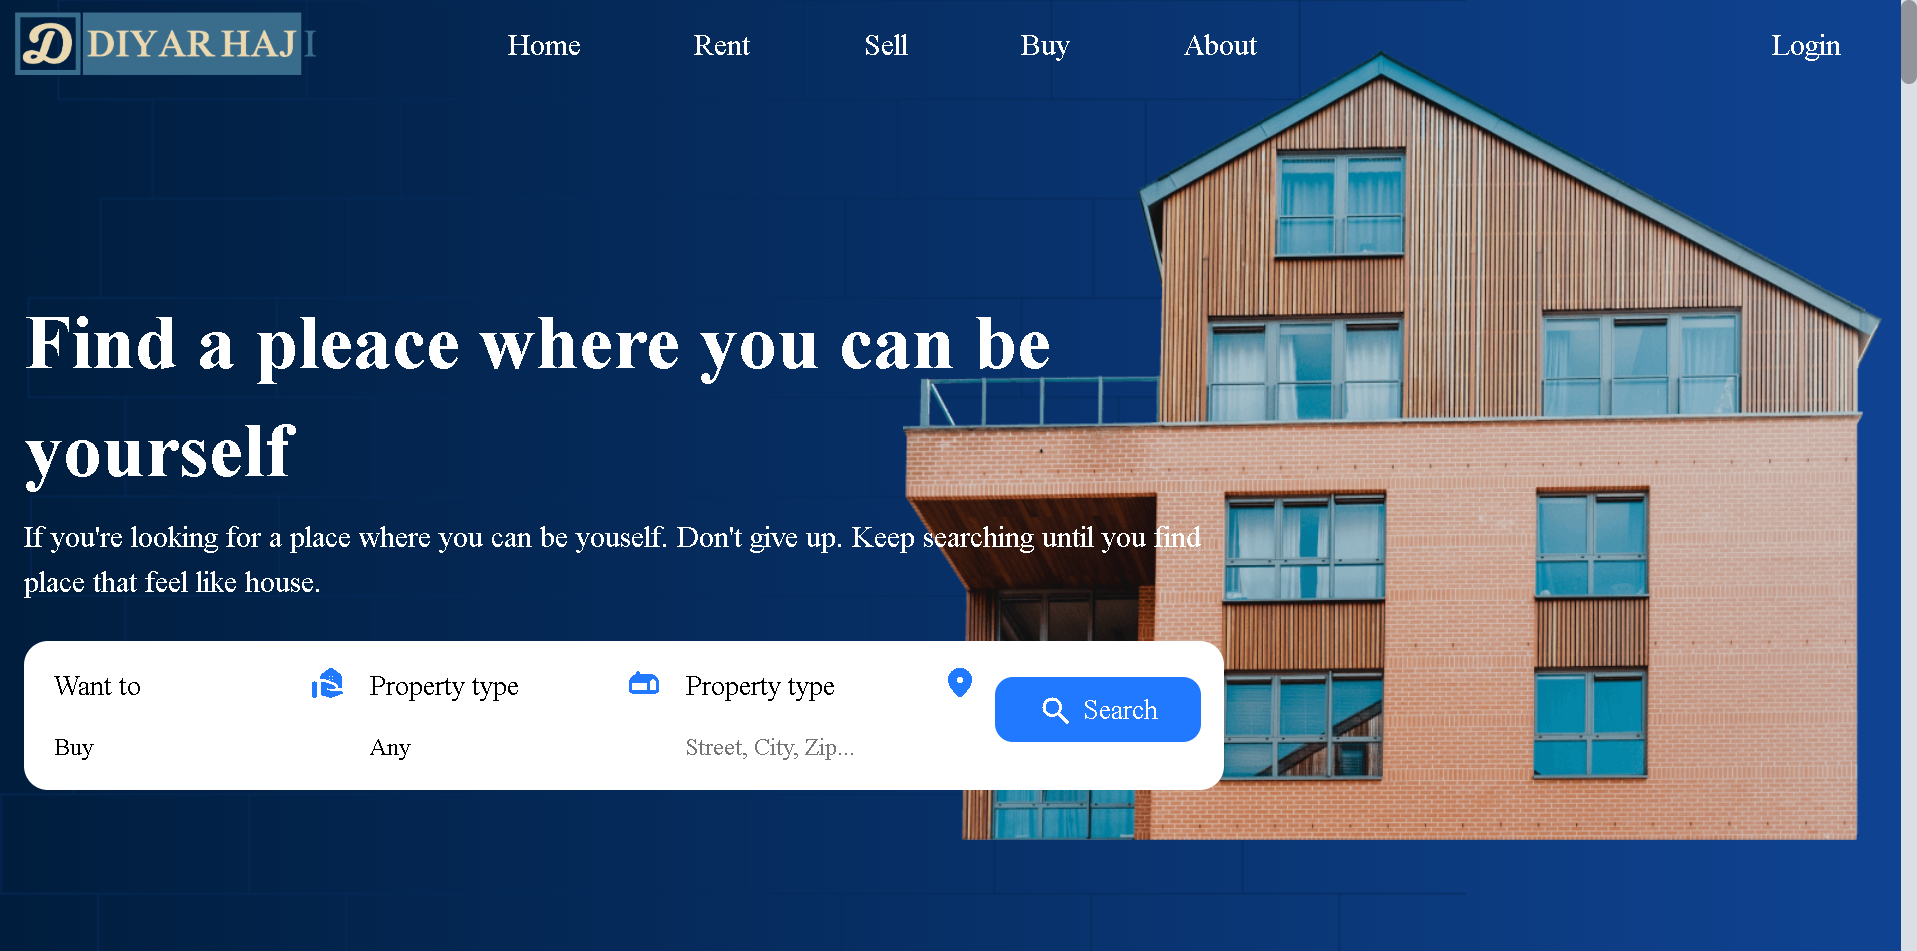 D DIYAR HAJI
Home Rent Sell Buy About Login
Find a pleace where you can be
yourself
If you're looking for a place where you can be youself. Don't give up. Keep searching until you find
place that feel like house.
Want to Property type Property type
Search
Buy Any Street, City, Zip...